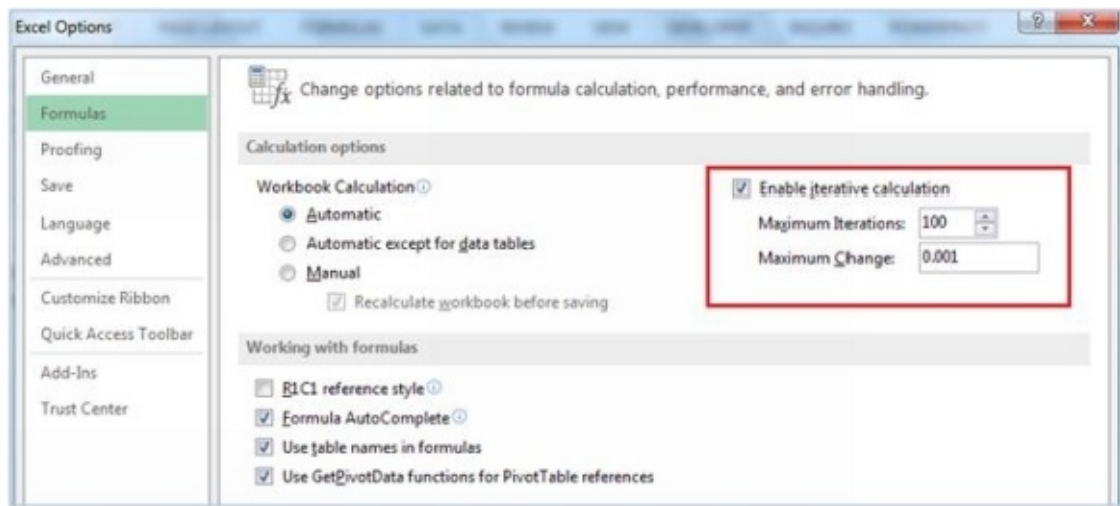 Excel Options
General
Formulas
Proofing
Save
Language
Advanced
Customize Ribbon
Quick Access Toolbar
Add-Ins
Trust Center
Change options related to formula calculation, performance, and error handling.
Calculation options
Workbook Calculation
Automatic
Automatic except for data tables
Manual
Recalculate workbook before saving
Enable iterative calculation
Maximum Iterations: 100
Maximum Change: 0.001
Working with formulas
R1C1 reference style
Formula AutoComplete
Use table names in formulas
Use GetPivotData functions for PivotTable references